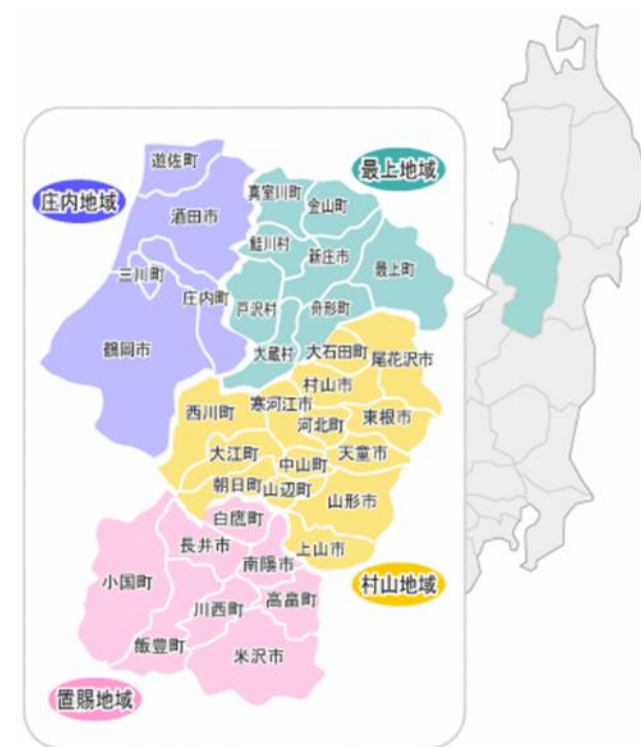 庄内地域
遊佐町
酒田市
三川町
庄内町
鶴岡市
最上地域
真室川町
金山町
鮭川村
新庄市
最上町
戸沢村
舟形町
大蔵村
大石田町
尾花沢市
村山市
西川町
寒河江市
河北町
東根市
大江町
中山町
天童市
朝日町
山辺町
山形市
上山市
村山地域
白鷹町
長井市
南陽市
小国町
川西町
高畠町
飯豊町
米沢市
置賜地域